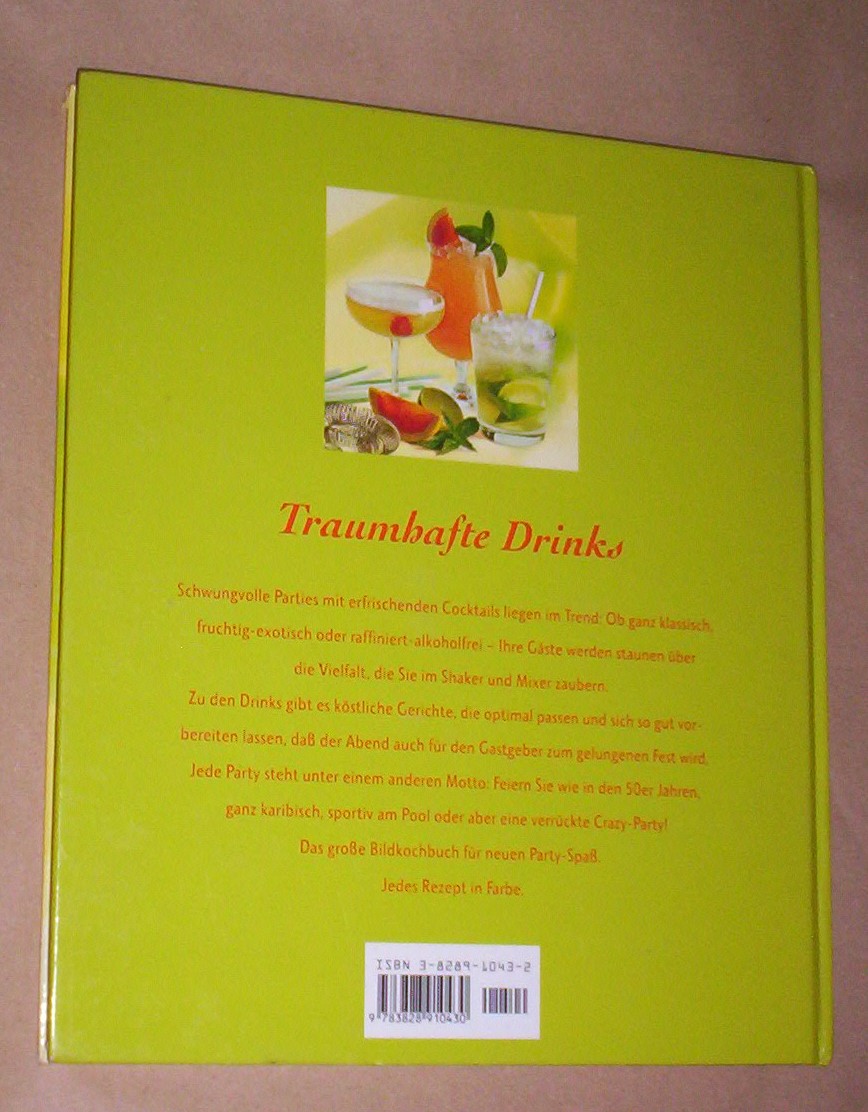 Traumhafte Drinks
Schwungvolle Parties mit erfrischenden Cocktails liegen im Trend: Ob ganz klassisch,
fruchtig-exotisch oder raffiniert-alkoholfrei – Ihre Gäste werden staunen über
die Vielfalt, die Sie im Shaker und Mixer zaubern.
Zu den Drinks gibt es köstliche Gerichte, die optimal passen und sich so gut vor-
bereiten lassen, daß der Abend auch für den Gastgeber zum gelungenen Fest wird.
Jede Party steht unter einem anderen Motto: Feiern Sie wie in den 50er Jahren,
ganz karibisch, sportiv am Pool oder aber eine verrückte Crazy-Party!
Das große Bildkochbuch für neuen Party-Spaß.
Jedes Rezept in Farbe.
ISBN 3-8289-1043-2
9 783828 910430